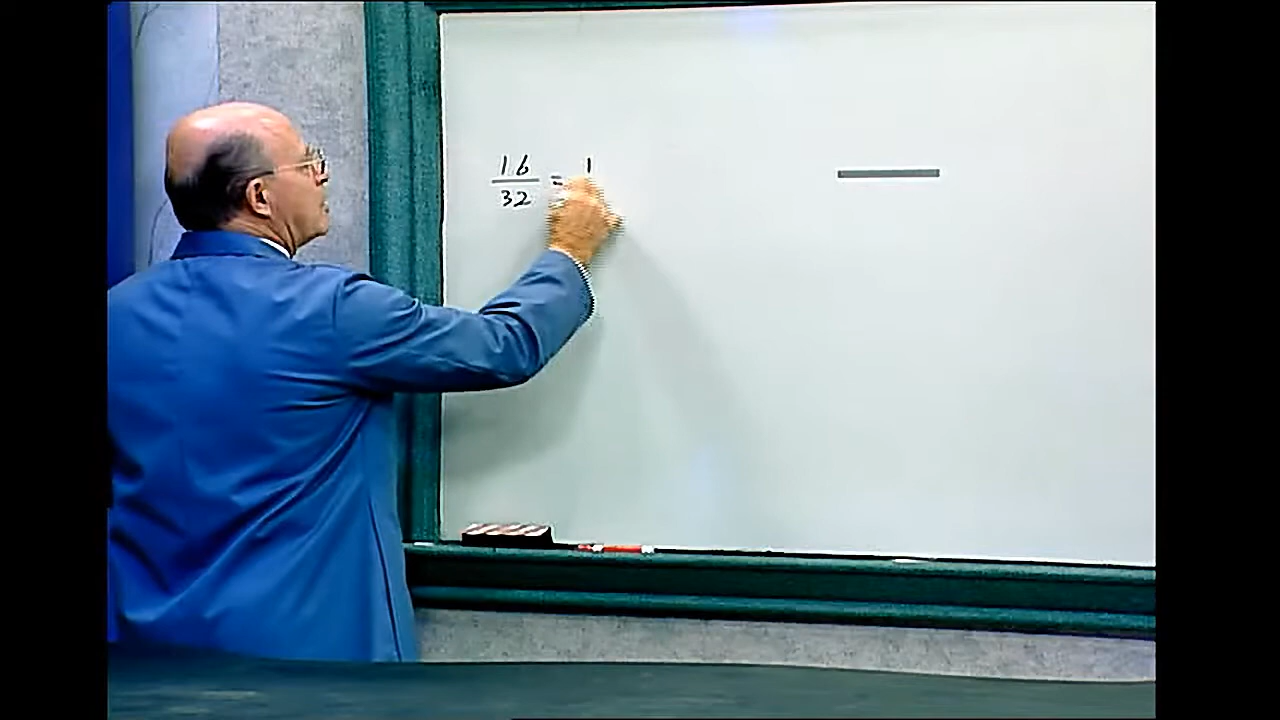 16/32 = 1